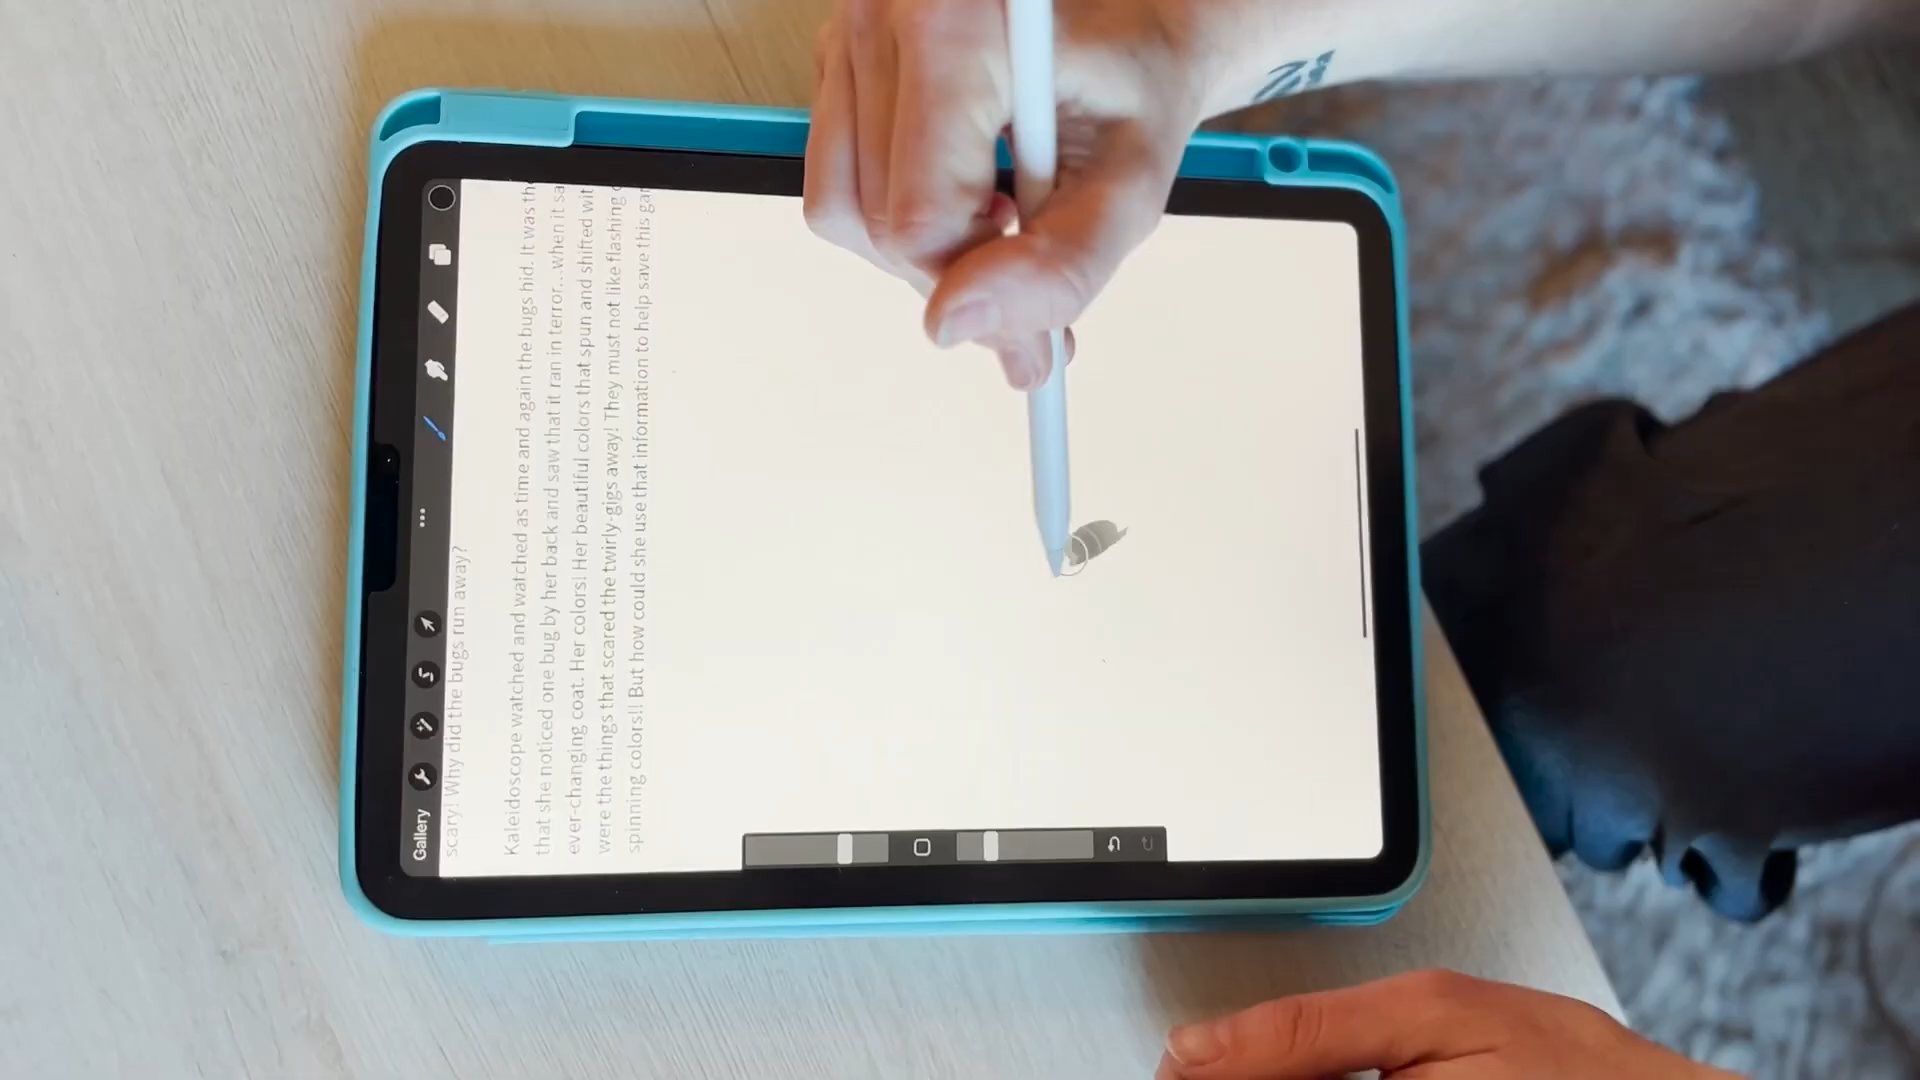 Gallery
scary! Why did the bugs run away?
Kaleidoscope watched and watched as time and again the bugs hid. It was
that she noticed one bug by her back and saw that it ran in terror...when it
ever-changing coat. Her colors! Her beautiful colors that spun and shifted
were the things that scared the twirly-gigs away! They must not like flashing
spinning colors!! But how could she use that information to help save this